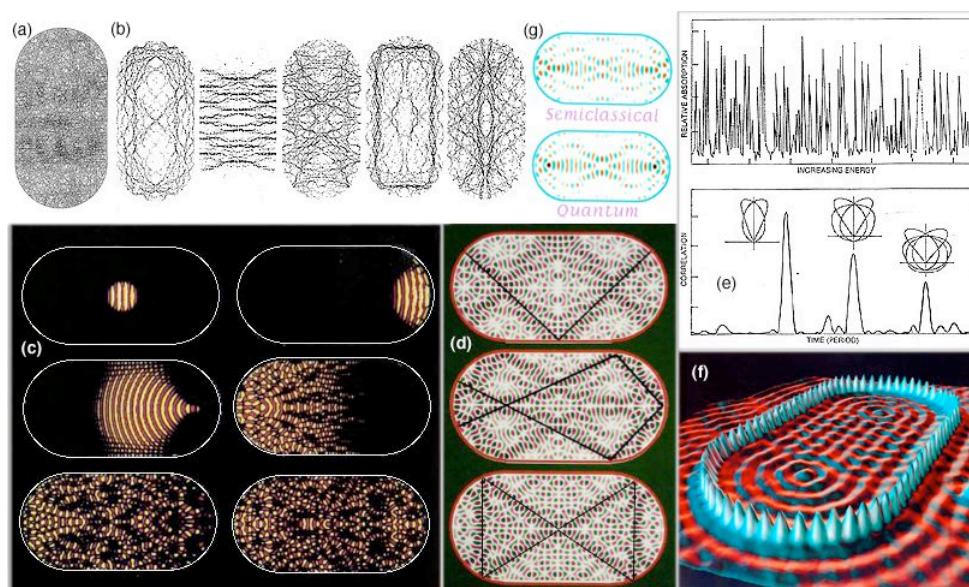 (a)
(b)
(g)
Semiclassical
Quantum
RELATIVE ABSORPTION
INCREASING ENERGY
CORRELATION
(e)
TIME (PERIOD)
(c)
(d)
(f)